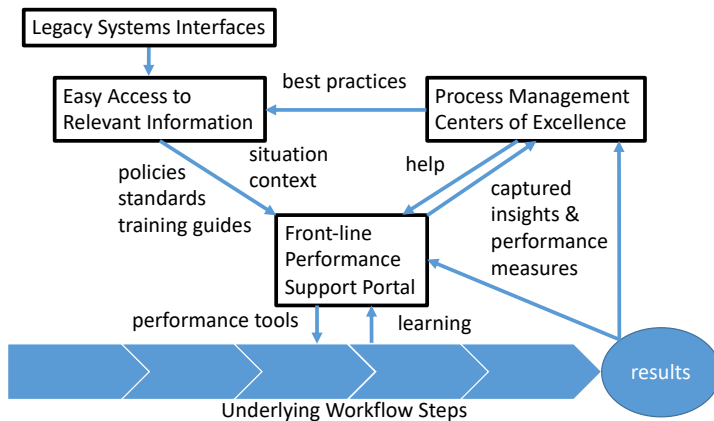 Legacy Systems Interfaces
best practices
Easy Access to
Relevant Information
Process Management
Centers of Excellence
situation
context
policies
standards
training guides
help
captured
insights &
performance
measures
Front-line
Performance
Support Portal
performance tools
learning
results
Underlying Workflow Steps